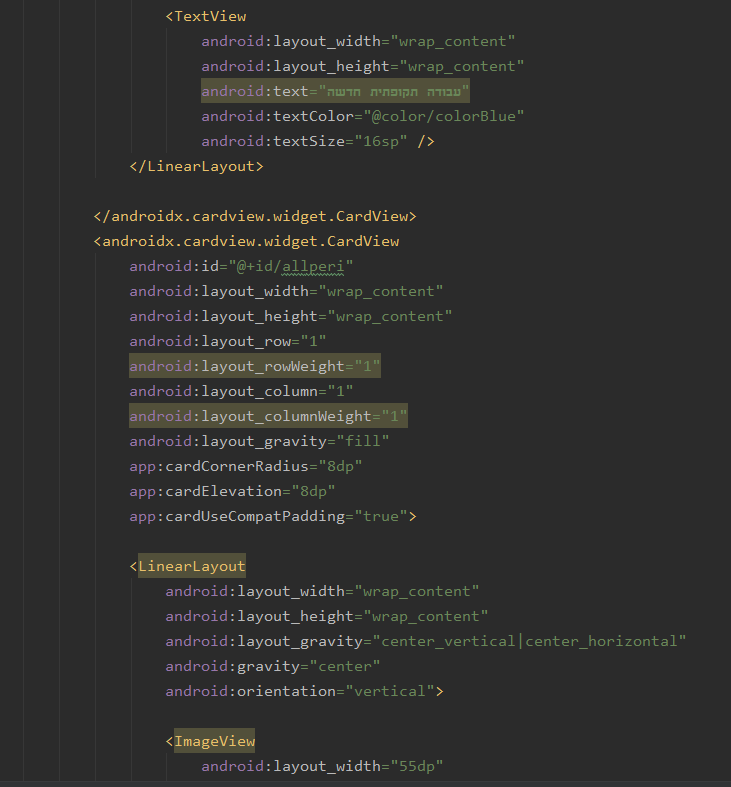 <TextView
android:layout_width="wrap_content"
android:layout_height="wrap_content"
android:text="עבודה תקופתית חדשה"
android:textColor="@color/colorBlue"
android:textSize="16sp" />
</LinearLayout>
</androidx.cardview.widget.CardView>
<androidx.cardview.widget.CardView
android:id="@+id/allperi"
android:layout_width="wrap_content"
android:layout_height="wrap_content"
android:layout_row="1"
android:layout_rowWeight="1"
android:layout_column="1"
android:layout_columnWeight="1"
android:layout_gravity="fill"
app:cardCornerRadius="8dp"
app:cardElevation="8dp"
app:cardUseCompatPadding="true">
<LinearLayout
android:layout_width="wrap_content"
android:layout_height="wrap_content"
android:layout_gravity="center_vertical|center_horizontal"
android:gravity="center"
android:orientation="vertical">
<ImageView
android:layout_width="55dp"